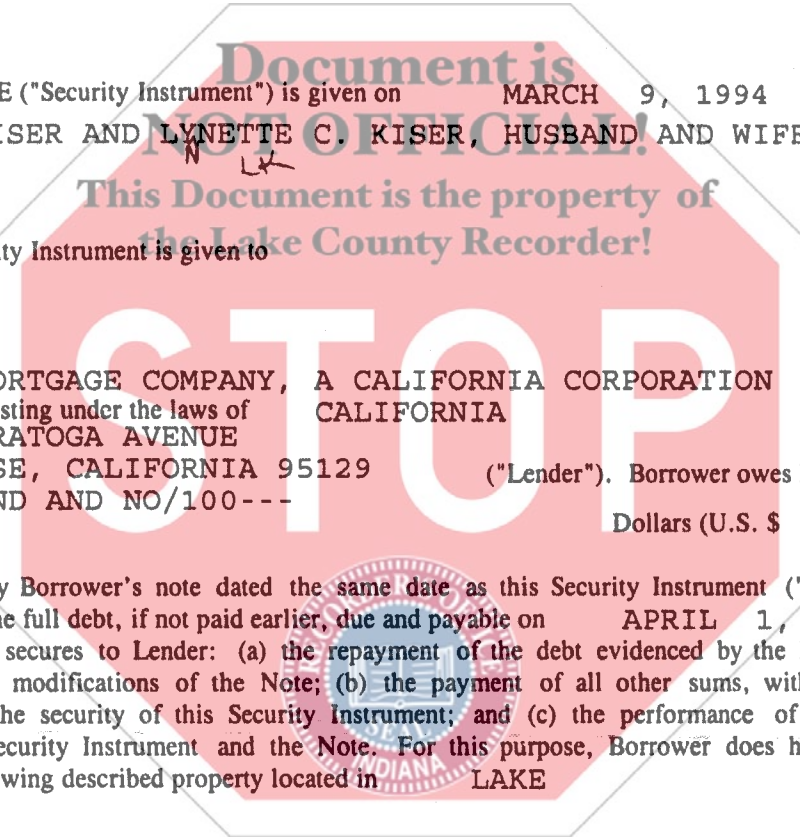 Document is
E ("Security Instrument") is given on MARCH 9, 1994
ISER AND LYNETTE C. KISER, HUSBAND AND WIFE
NOT OFFICIAL!
N LK
This Document is the property of
the Lake County Recorder!
ty Instrument is given to
STOP
ORTGAGE COMPANY, A CALIFORNIA CORPORATION
sting under the laws of CALIFORNIA
RATOGA AVENUE
SE, CALIFORNIA 95129 ("Lender"). Borrower owes
ND AND NO/100---
Dollars (U.S. $
y Borrower's note dated the same date as this Security Instrument ("
he full debt, if not paid earlier, due and payable on APRIL 1,
secures to Lender: (a) the repayment of the debt evidenced by the
modifications of the Note; (b) the payment of all other sums, wit
he security of this Security Instrument; and (c) the performance of
ecurity Instrument and the Note. For this purpose, Borrower does h
wing described property located in LAKE
RECORDER'S OFFICE
SEAL
INDIANA